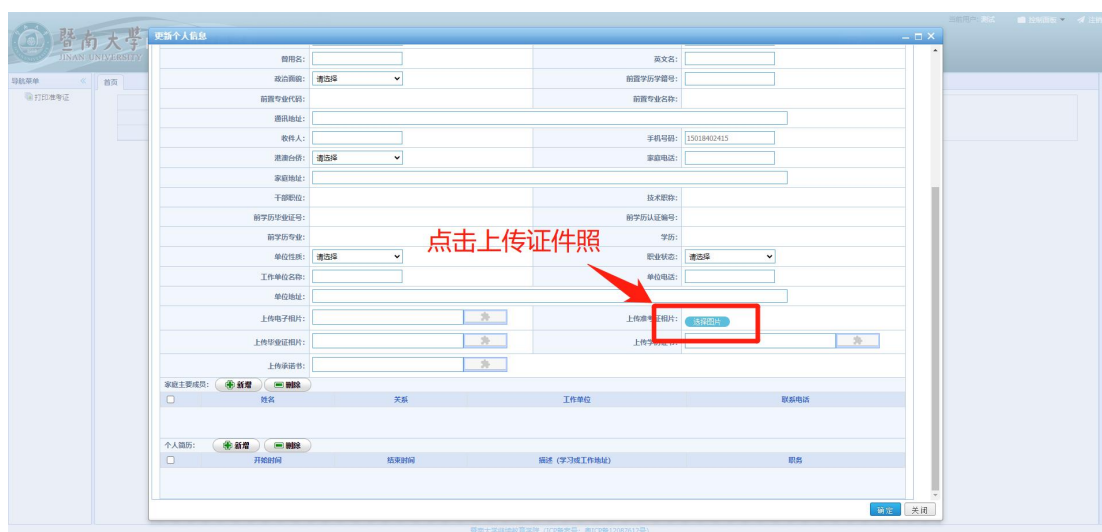 当前用户: 测试 控制面板 注销
暨南大学
JINAN UNIVERSITY
更新个人信息
导航菜单
首页
打印准考证
曾用名: 英文名:
政治面貌: 请选择 前置学历学籍号:
前置专业代码: 前置专业名称:
通讯地址:
收件人: 手机号码: 15018402415
港澳台侨: 请选择 家庭电话:
家庭地址:
干部职位: 技术职称:
前学历毕业证号: 前学历认证编号:
前学历专业: 学历:
点击上传证件照
单位性质: 请选择 职业状态: 请选择
工作单位名称: 单位电话:
单位地址:
上传电子相片: 上传准考证相片: 选择图片
上传毕业证相片: 上传学
上传承诺书:
家庭主要成员: 新增 删除
姓名 关系 工作单位 联系电话
个人简历: 新增 删除
开始时间 结束时间 描述 (学习或工作地址) 职务
确定 关闭